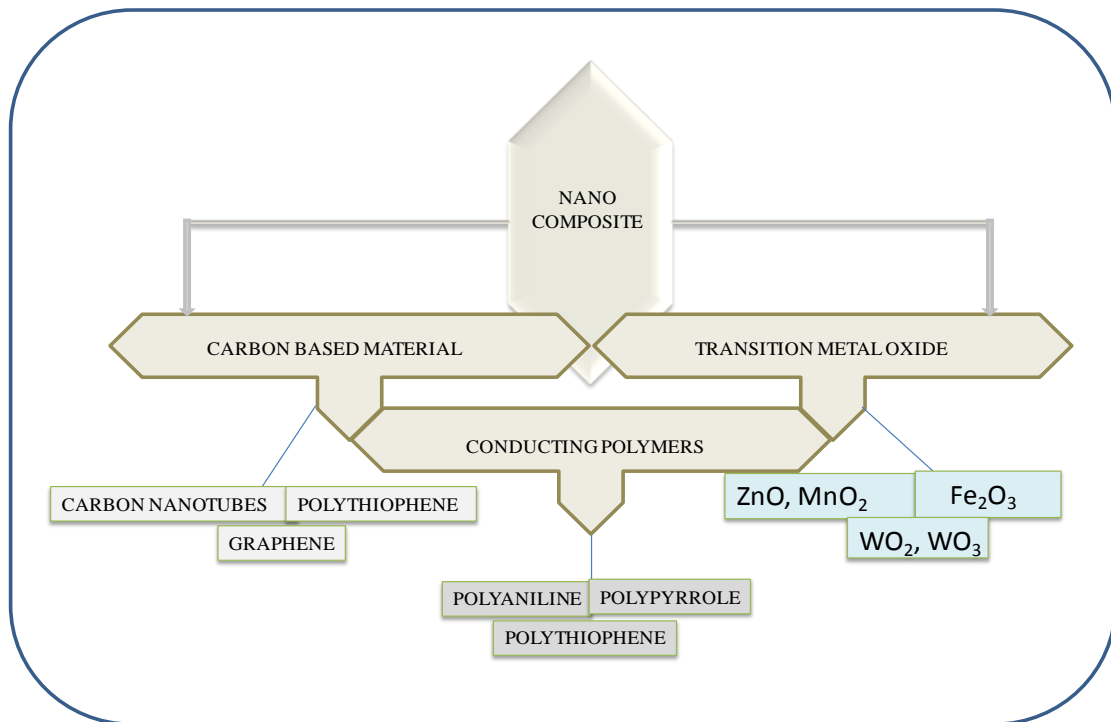 NANO
COMPOSITE
CARBON BASED MATERIAL
TRANSITION METAL OXIDE
CONDUCTING POLYMERS
CARBON NANOTUBES
POLYTHIOPHENE
GRAPHENE
ZnO, MnO₂
Fe₂O₃
WO₂, WO₃
POLYANILINE
POLYPYRROLE
POLYTHIOPHENE